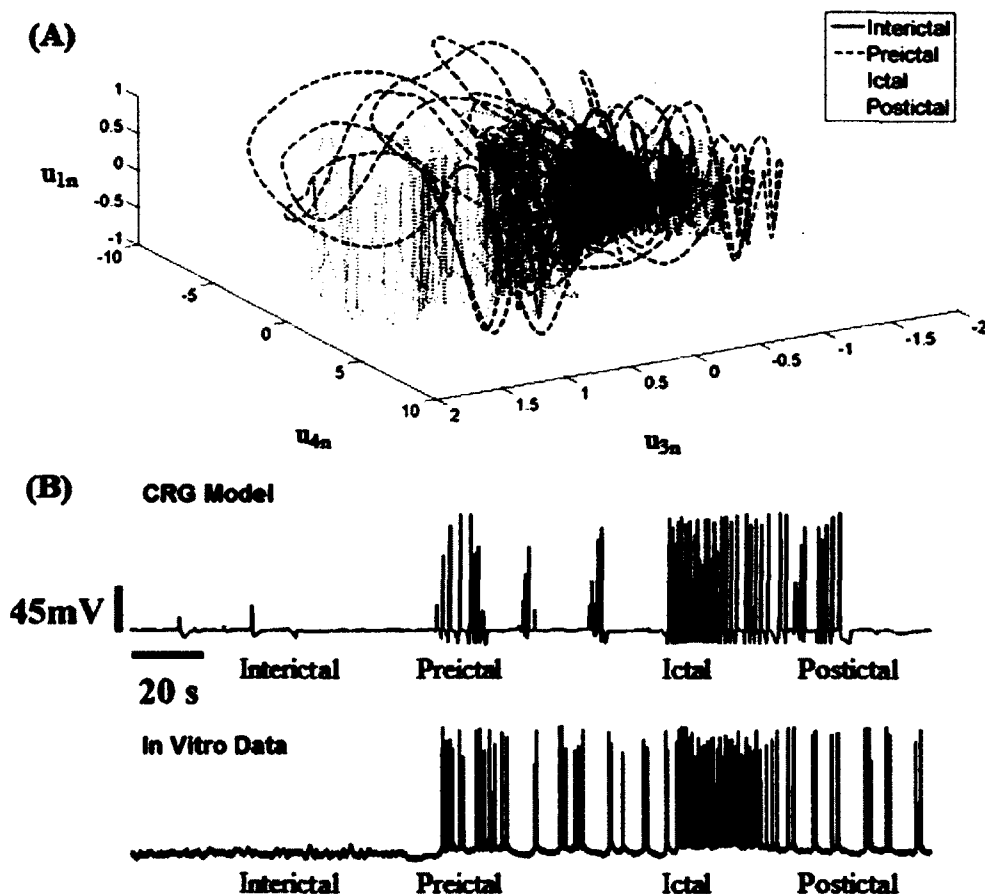 (A)
Interictal
Preictal
Ictal
Postictal
1
0.5
0
-0.5
-1
u1n
-10
-5
0
5
10
u4n
2
1.5
1
0.5
0
-0.5
-1
-1.5
-2
u3n
(B)
CRG Model
45mV
20 s
Interictal Preictal Ictal Postictal
In Vitro Data
Interictal Preictal Ictal Postictal